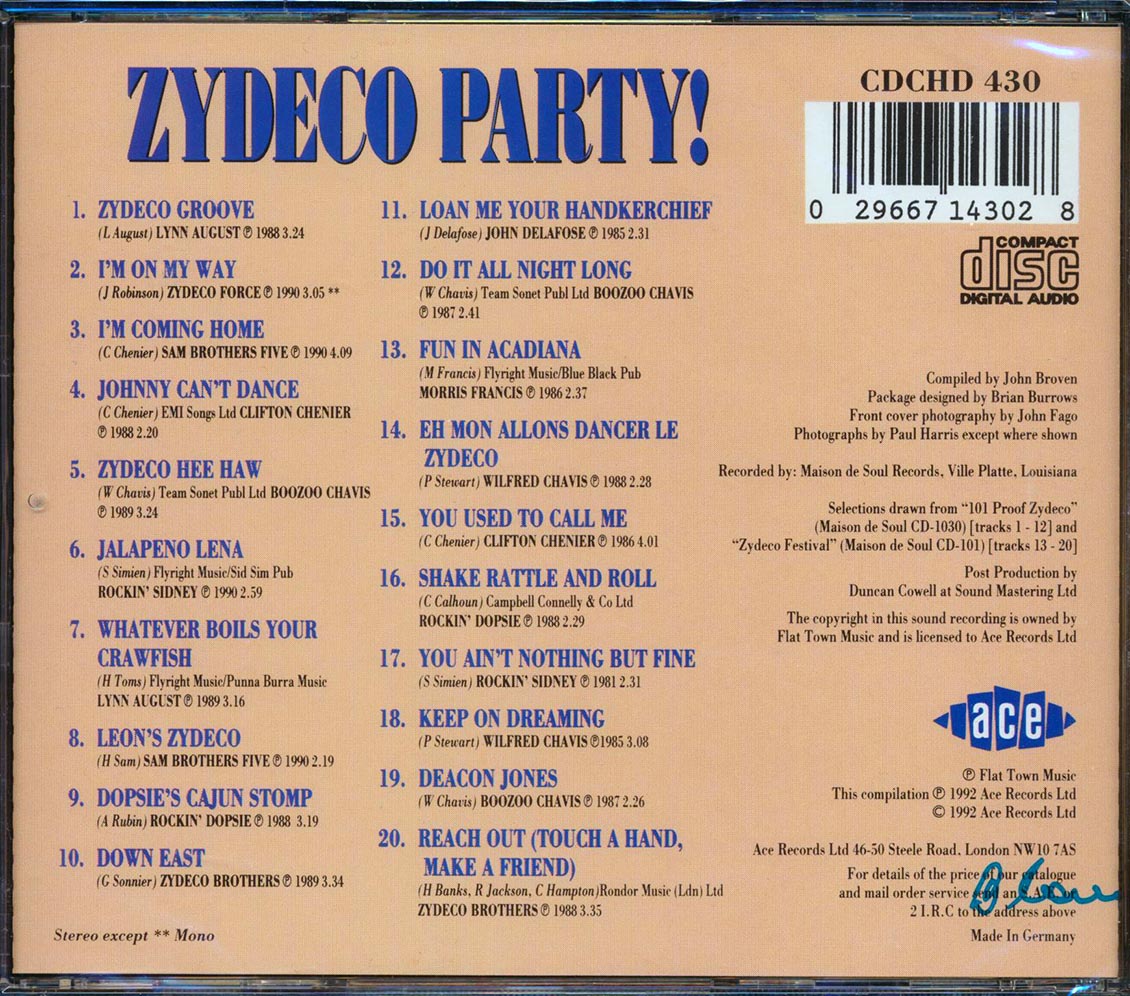 ZYDECO PARTY!
1. ZYDECO GROOVE
(L August) LYNN AUGUST ℗ 1988 3.24
2. I'M ON MY WAY
(J Robinson) ZYDECO FORCE ℗ 1990 3.05 **
3. I'M COMING HOME
(C Chenier) SAM BROTHERS FIVE ℗ 1990 4.09
4. JOHNNY CAN'T DANCE
(C Chenier) EMI Songs Ltd CLIFTON CHENIER
℗ 1988 2.20
5. ZYDECO HEE HAW
(W Chavis) Team Sonet Publ Ltd BOOZOO CHAVIS
℗ 1989 3.24
6. JALAPENO LENA
(S Simien) Flyright Music/Sid Sim Pub
ROCKIN' SIDNEY ℗ 1990 2.59
7. WHATEVER BOILS YOUR
CRAWFISH
(H Toms) Flyright Music/Punna Burra Music
LYNN AUGUST ℗ 1989 3.16
8. LEON'S ZYDECO
(H Sam) SAM BROTHERS FIVE ℗ 1990 2.19
9. DOPSIE'S CAJUN STOMP
(A Rubin) ROCKIN' DOPSIE ℗ 1988 3.19
10. DOWN EAST
(G Sonnier) ZYDECO BROTHERS ℗ 1989 3.34
Stereo except ** Mono
11. LOAN ME YOUR HANDKERCHIEF
(J Delafose) JOHN DELAFOSE ℗ 1985 2.31
12. DO IT ALL NIGHT LONG
(W Chavis) Team Sonet Publ Ltd BOOZOO CHAVIS
℗ 1987 2.41
13. FUN IN ACADIANA
(M Francis) Flyright Music/Blue Black Pub
MORRIS FRANCIS ℗ 1986 2.37
14. EH MON ALLONS DANCER LE
ZYDECO
(P Stewart) WILFRED CHAVIS ℗ 1988 2.28
15. YOU USED TO CALL ME
(C Chenier) CLIFTON CHENIER ℗ 1986 4.01
16. SHAKE RATTLE AND ROLL
(C Calhoun) Campbell Connelly & Co Ltd
ROCKIN' DOPSIE ℗ 1988 2.29
17. YOU AIN'T NOTHING BUT FINE
(S Simien) ROCKIN' SIDNEY ℗ 1981 2.31
18. KEEP ON DREAMING
(P Stewart) WILFRED CHAVIS ℗1985 3.08
19. DEACON JONES
(W Chavis) BOOZOO CHAVIS ℗ 1987 2.26
20. REACH OUT (TOUCH A HAND,
MAKE A FRIEND)
(H Banks, R Jackson, C Hampton)Rondor Music (Ldn) Ltd
ZYDECO BROTHERS ℗ 1988 3.35
CDCHD 430
0 29667 14302 8
COMPACT
disc
DIGITAL AUDIO
Compiled by John Broven
Package designed by Brian Burrows
Front cover photography by John Fago
Photographs by Paul Harris except where shown
Recorded by: Maison de Soul Records, Ville Platte, Louisiana
Selections drawn from “101 Proof Zydeco”
(Maison de Soul CD-1030) [tracks 1 - 12] and
“Zydeco Festival” (Maison de Soul CD-101) [tracks 13 - 20]
Post Production by
Duncan Cowell at Sound Mastering Ltd
The copyright in this sound recording is owned by
Flat Town Music and is licensed to Ace Records Ltd
ace
℗ Flat Town Music
This compilation ℗ 1992 Ace Records Ltd
© 1992 Ace Records Ltd
Ace Records Ltd 46-50 Steele Road, London NW10 7AS
For details of the price of our catalogue
and mail order service send an S.A.E. or
2 I.R.C to the address above
Made In Germany